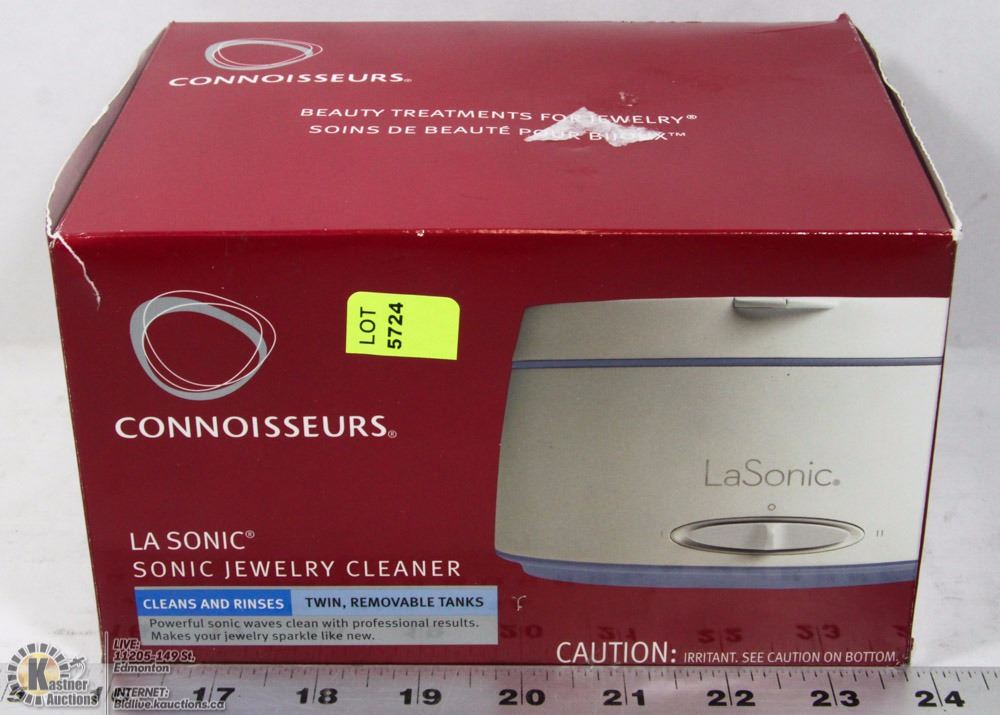 CONNOISSEURS®
BEAUTY TREATMENTS FOR JEWELRY®
SOINS DE BEAUTÉ POUR BIJOUX™
LOT
5724
CONNOISSEURS®
LaSonic®
O
I II
LA SONIC®
SONIC JEWELRY CLEANER
CLEANS AND RINSES TWIN, REMOVABLE TANKS
Powerful sonic waves clean with professional results.
Makes your jewelry sparkle like new.
CAUTION: IRRITANT. SEE CAUTION ON BOTTOM.
17 18 19 20 21 22 23 24
K
Kastner
Auctions
LIVE:
11205-149 St.
Edmonton
INTERNET:
Bidlive.kauctions.ca